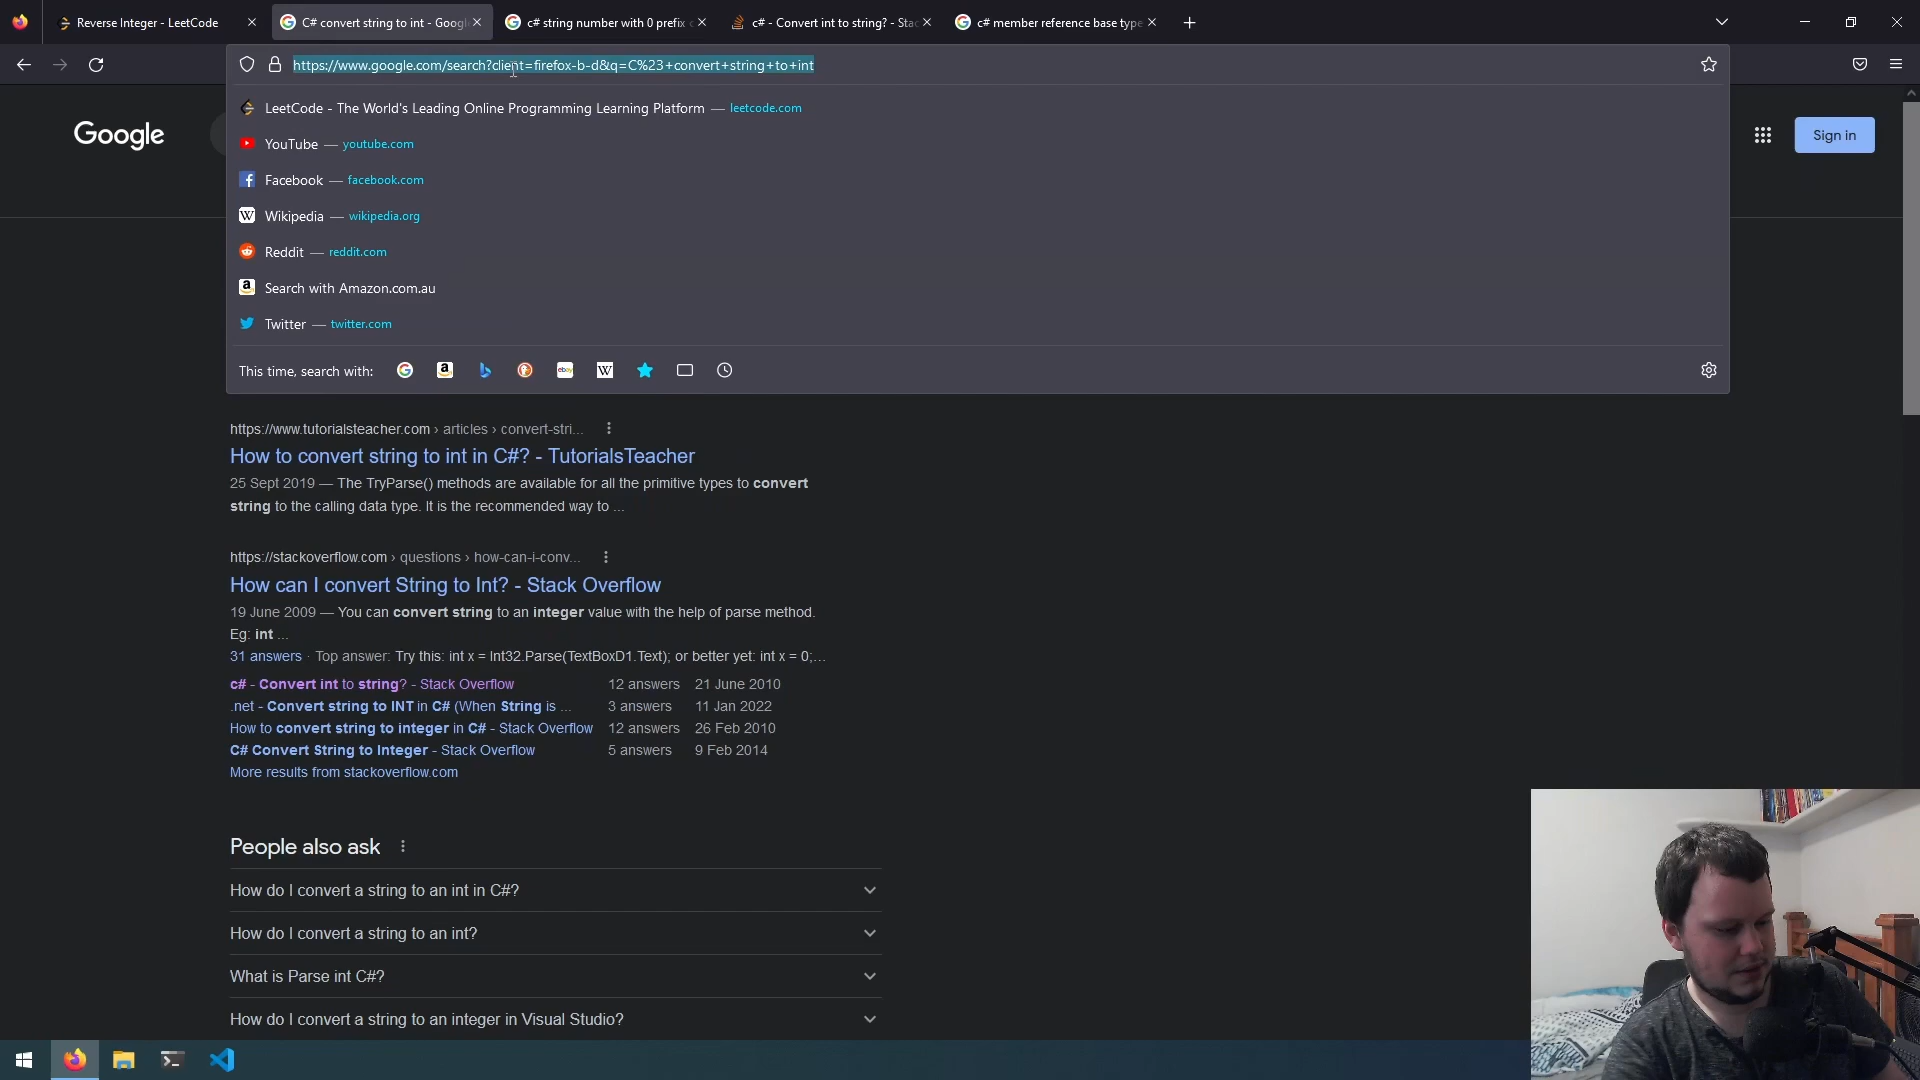 Reverse Integer - LeetCode
C# convert string to int - Google
c# string number with 0 prefix c
c# - Convert int to string? - Stac
c# member reference base type
https://www.google.com/search?client=firefox-b-d&q=C%23+convert+string+to+int
LeetCode - The World's Leading Online Programming Learning Platform — leetcode.com
YouTube — youtube.com
Facebook — facebook.com
Wikipedia — wikipedia.org
Reddit — reddit.com
Search with Amazon.com.au
Twitter — twitter.com
This time, search with:
Google
Sign in
https://www.tutorialsteacher.com › articles › convert-stri...
How to convert string to int in C#? - TutorialsTeacher
25 Sept 2019 — The TryParse() methods are available for all the primitive types to convert
string to the calling data type. It is the recommended way to ...
https://stackoverflow.com › questions › how-can-i-conv...
How can I convert String to Int? - Stack Overflow
19 June 2009 — You can convert string to an integer value with the help of parse method.
Eg: int ...
31 answers · Top answer: Try this: int x = Int32.Parse(TextBoxD1.Text); or better yet: int x = 0;...
c# - Convert int to string? - Stack Overflow 12 answers 21 June 2010
.net - Convert string to INT in C# (When String is ... 3 answers 11 Jan 2022
How to convert string to integer in C# - Stack Overflow 12 answers 26 Feb 2010
C# Convert String to Integer - Stack Overflow 5 answers 9 Feb 2014
More results from stackoverflow.com
People also ask
How do I convert a string to an int in C#?
How do I convert a string to an int?
What is Parse int C#?
How do I convert a string to an integer in Visual Studio?